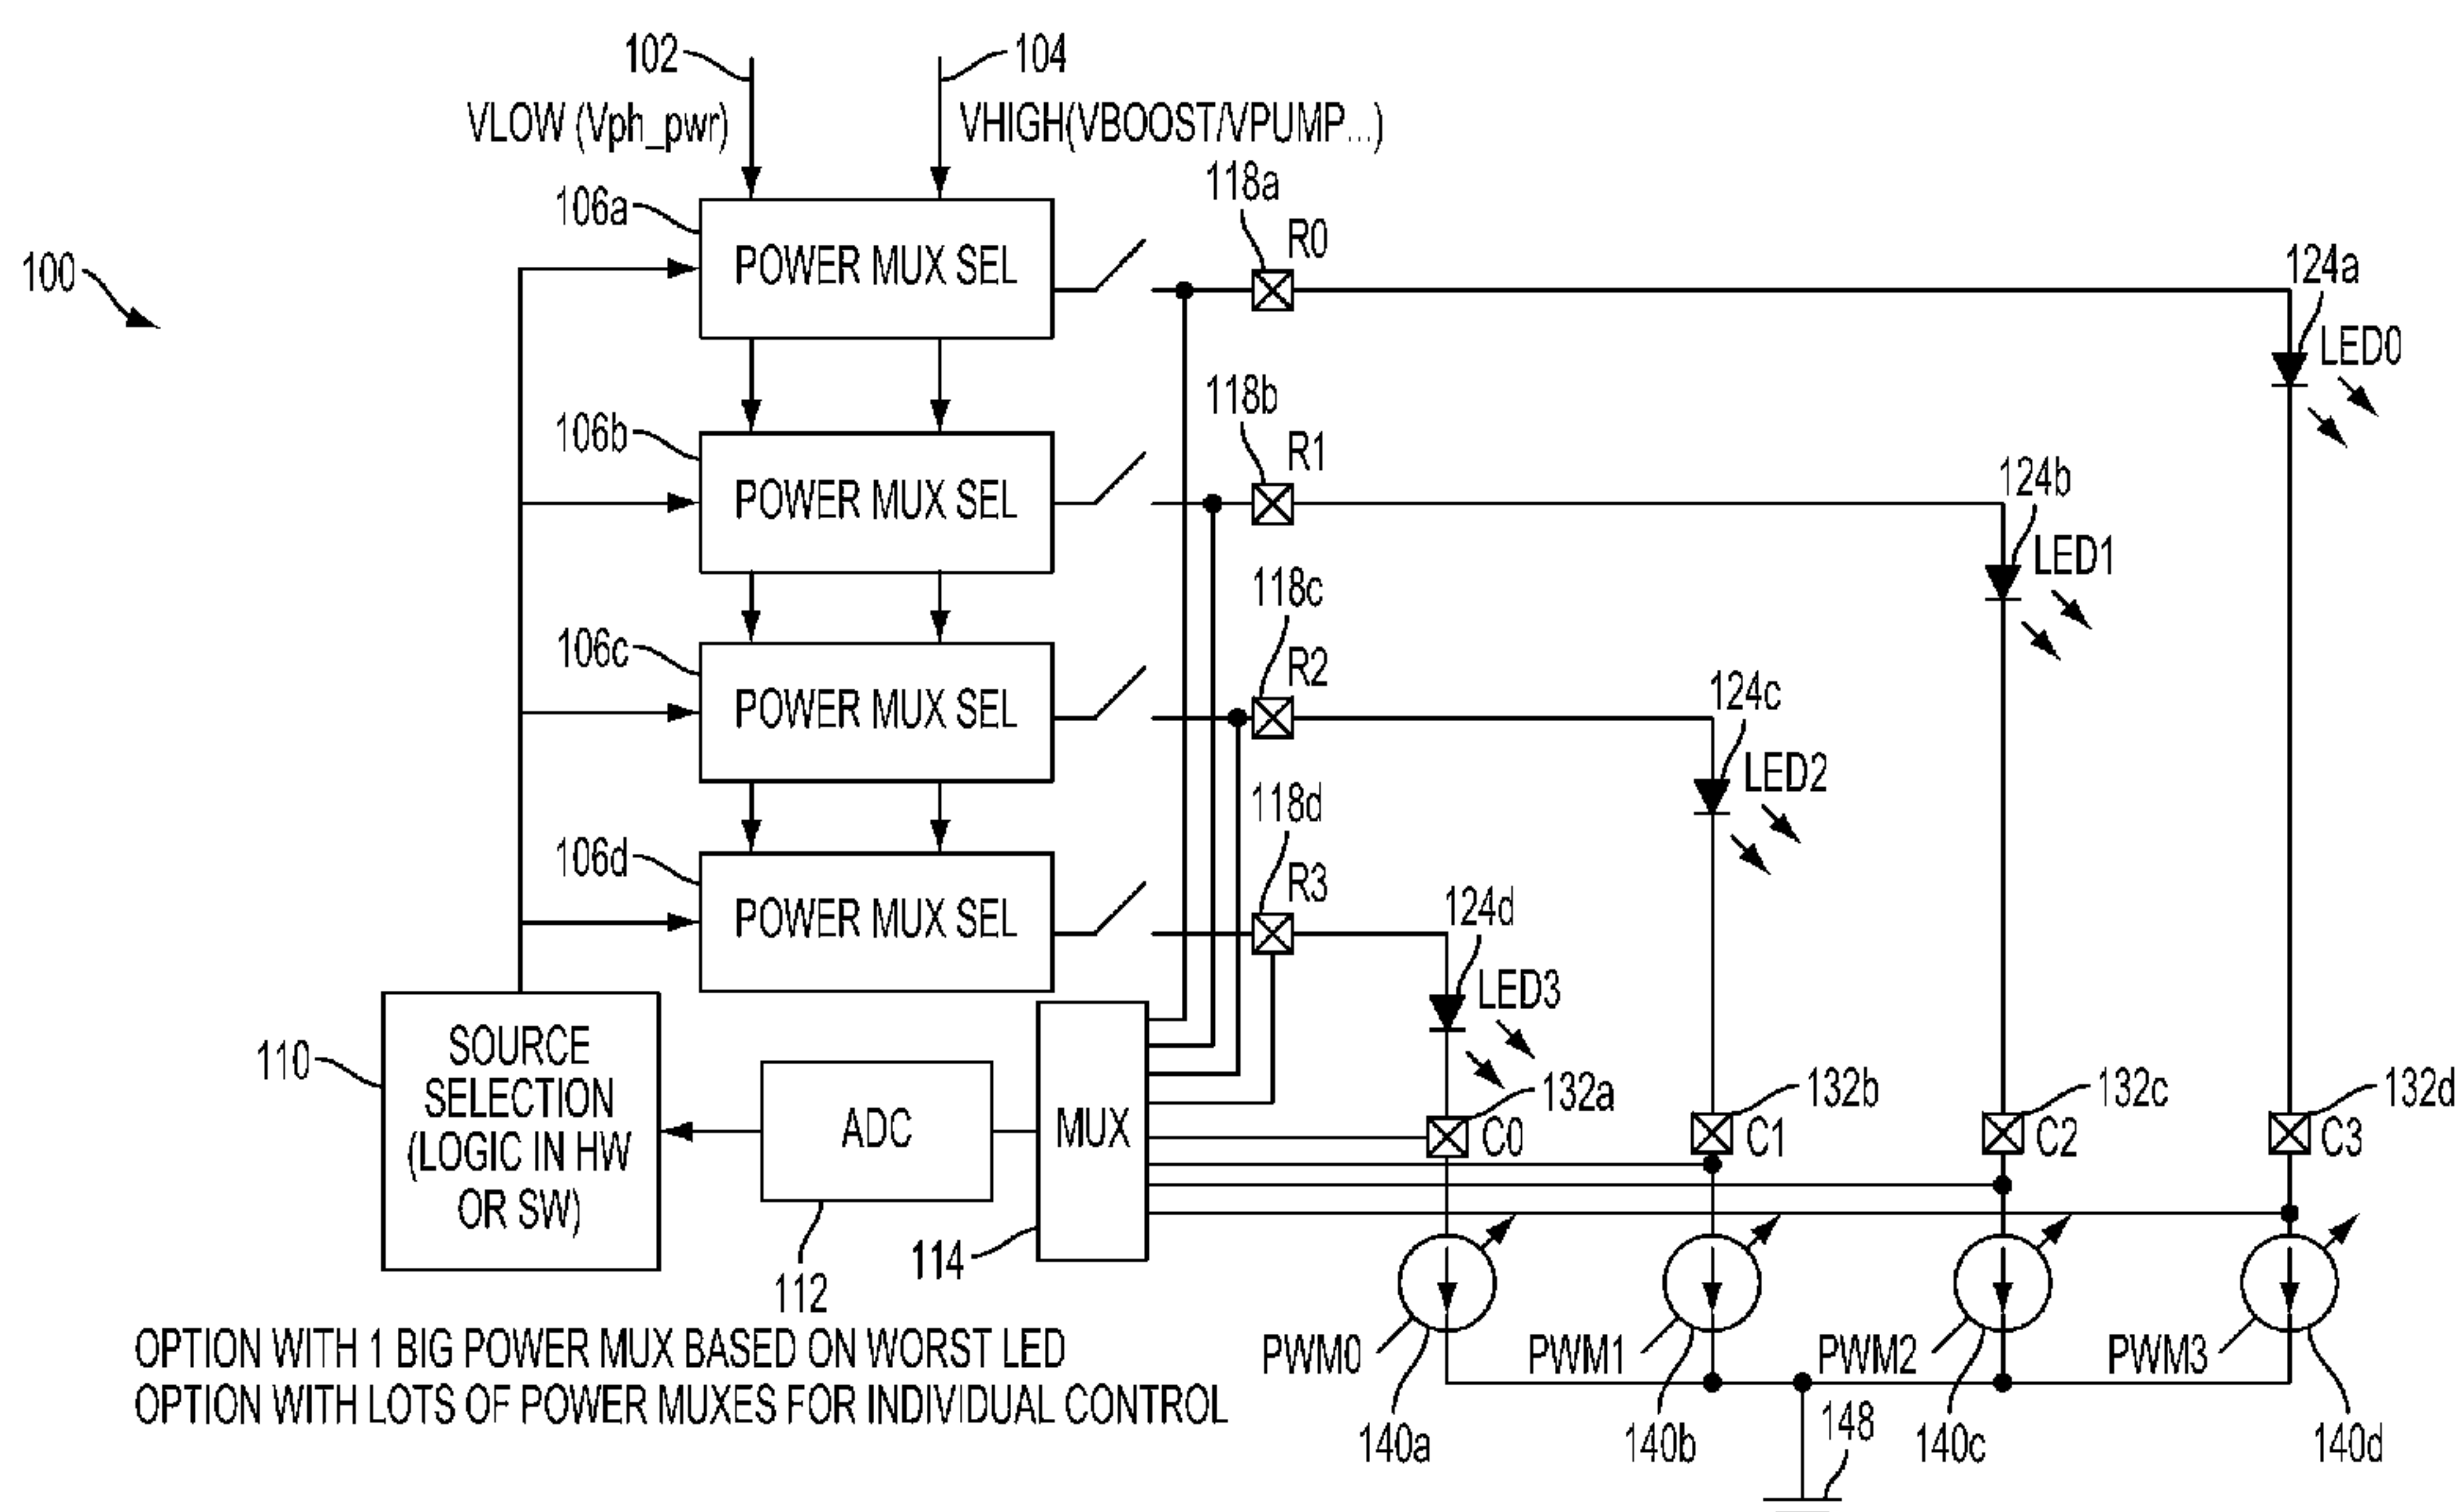 102
104
VLOW (Vph_pwr)
VHIGH(VBOOST/VPUMP...)
100
106a
POWER MUX SEL
118a
R0
124a
LED0
106b
POWER MUX SEL
118b
R1
124b
LED1
106c
POWER MUX SEL
118c
R2
124c
LED2
106d
POWER MUX SEL
118d
R3
124d
LED3
110
SOURCE
SELECTION
(LOGIC IN HW
OR SW)
ADC
112
MUX
114
132a
C0
132b
C1
132c
C2
132d
C3
PWM0
PWM1
PWM2
PWM3
140a
140b
148
140c
140d
OPTION WITH 1 BIG POWER MUX BASED ON WORST LED
OPTION WITH LOTS OF POWER MUXES FOR INDIVIDUAL CONTROL